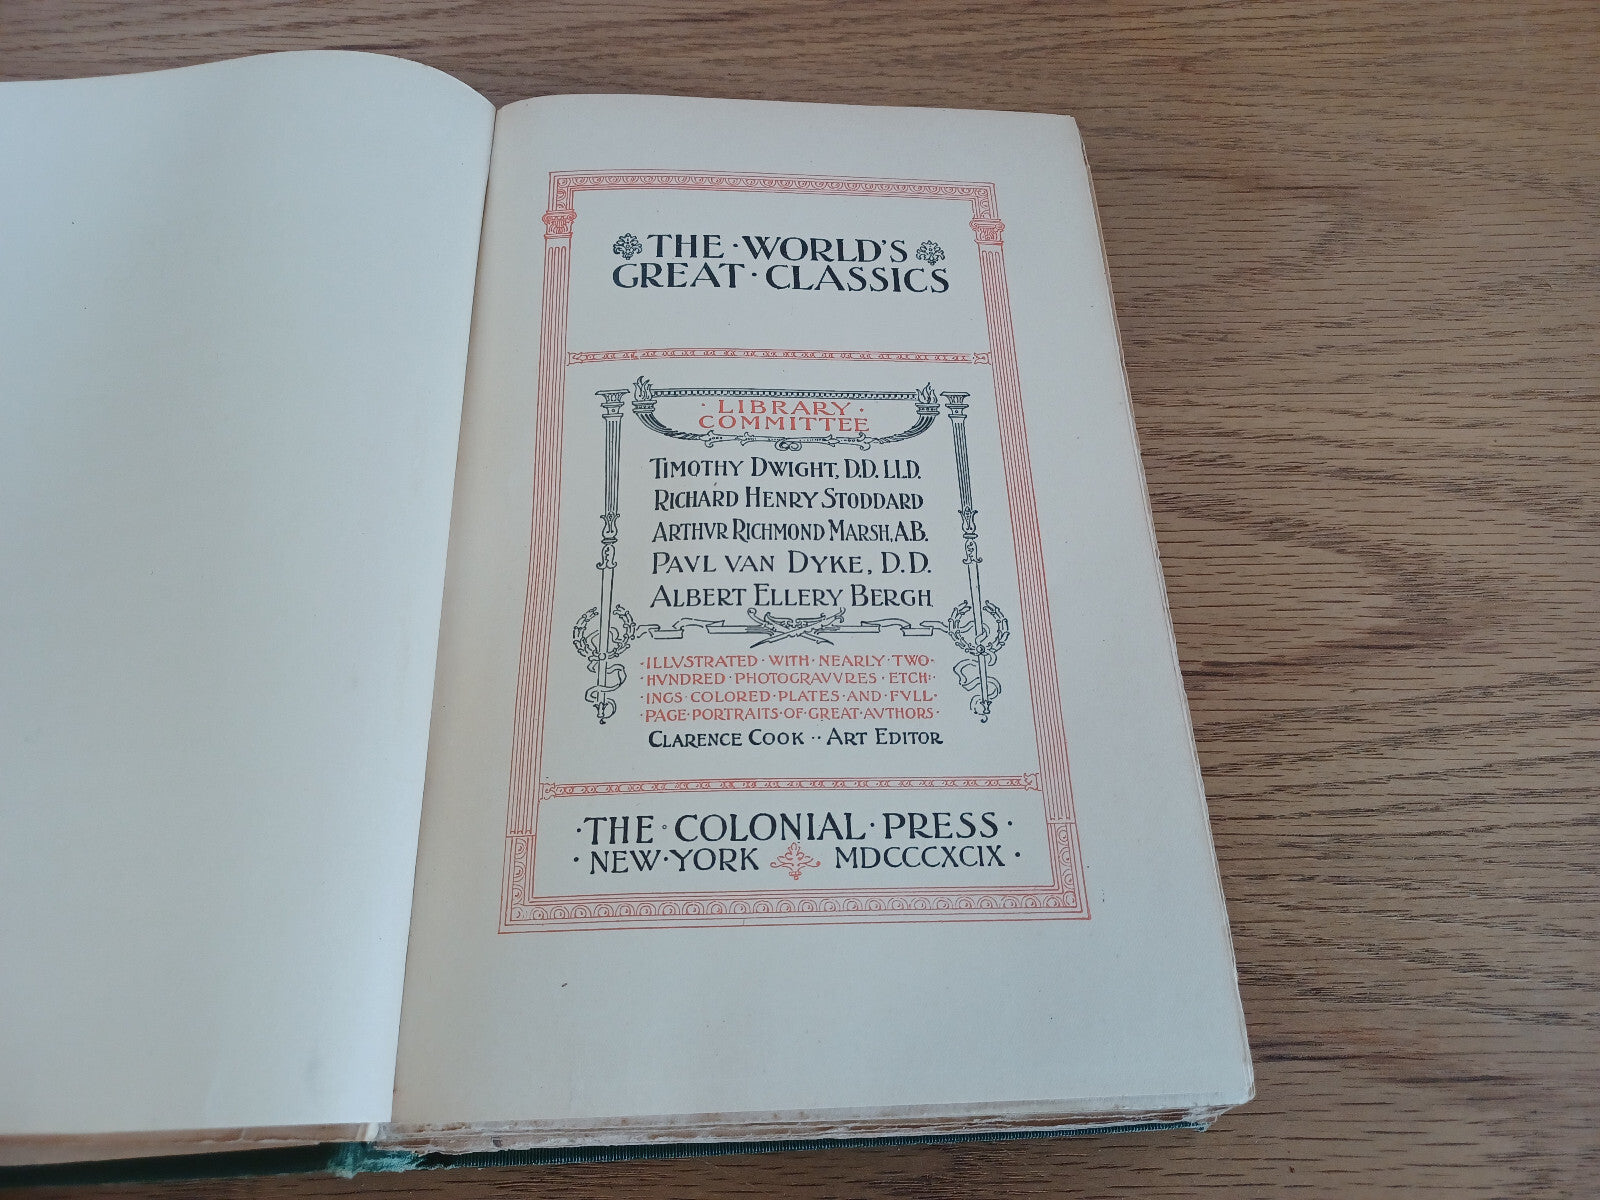 THE·WORLD'S
GREAT·CLASSICS
·LIBRARY·
COMMITTEE
TIMOTHY DWIGHT, D.D. LL.D.
RICHARD HENRY STODDARD
ARTHVR RICHMOND MARSH, A.B.
PAVL VAN DYKE, D.D.
ALBERT ELLERY BERGH
·ILLVSTRATED·WITH·NEARLY·TWO·
·HVNDRED·PHOTOGRAVVRES·ETCH:·
·INGS·COLORED·PLATES·AND·FVLL·
·PAGE·PORTRAITS·OF·GREAT·AVTHORS·
CLARENCE COOK ·· ART EDITOR
·THE·COLONIAL·PRESS·
·NEW·YORK MDCCCXCIX·